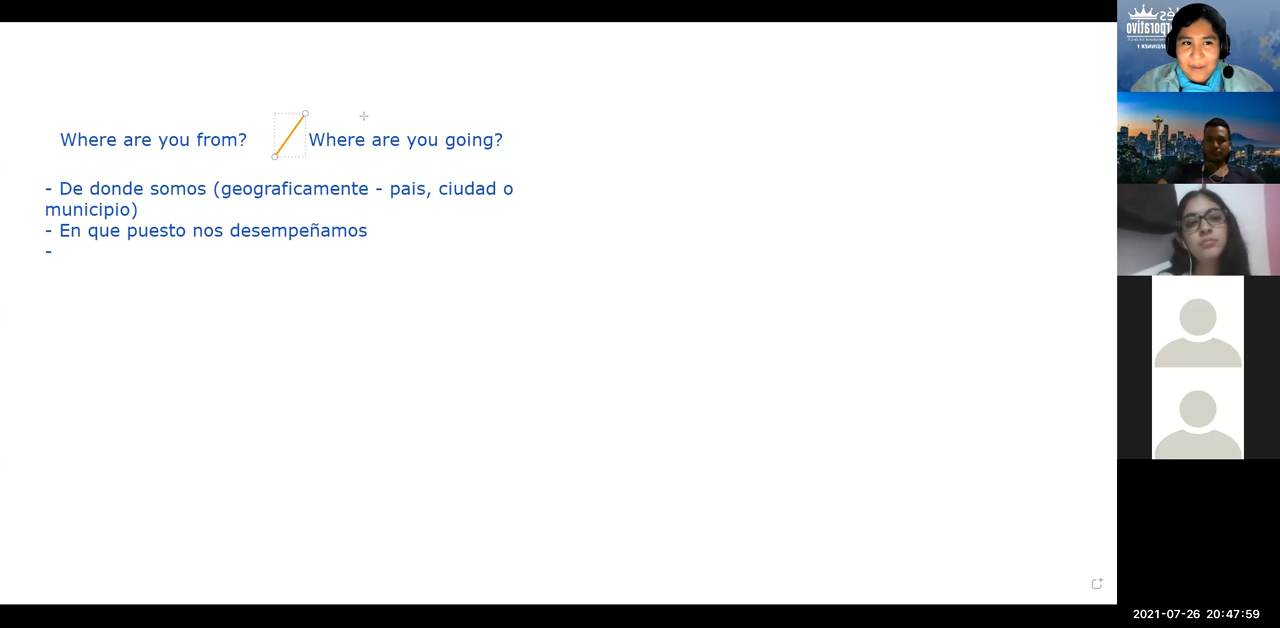 Where are you from? Where are you going?
- De donde somos (geograficamente - pais, ciudad o
municipio)
- En que puesto nos desempeñamos
-
2021-07-26 20:47:59